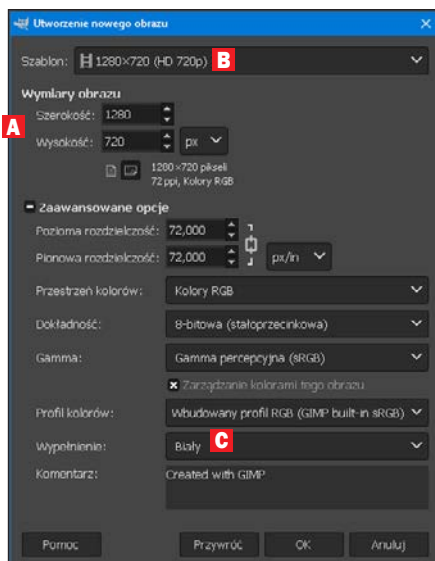 Utworzenie nowego obrazu
Szablon: 1280×720 (HD 720p) B
Wymiary obrazu
A
Szerokość: 1280
Wysokość: 720 px
1280×720 pikseli
72 ppi, Kolory RGB
Zaawansowane opcje
Pozioma rozdzielczość: 72,000
Pionowa rozdzielczość: 72,000 px/in
Przestrzeń kolorów: Kolory RGB
Dokładność: 8-bitowa (stałoprzecinkowa)
Gamma: Gamma percepcyjna (sRGB)
Zarządzanie kolorami tego obrazu
Profil kolorów: Wbudowany profil RGB (GIMP built-in sRGB)
Wypełnienie: Biały C
Komentarz: Created with GIMP
Pomoc Przywróć OK Anuluj